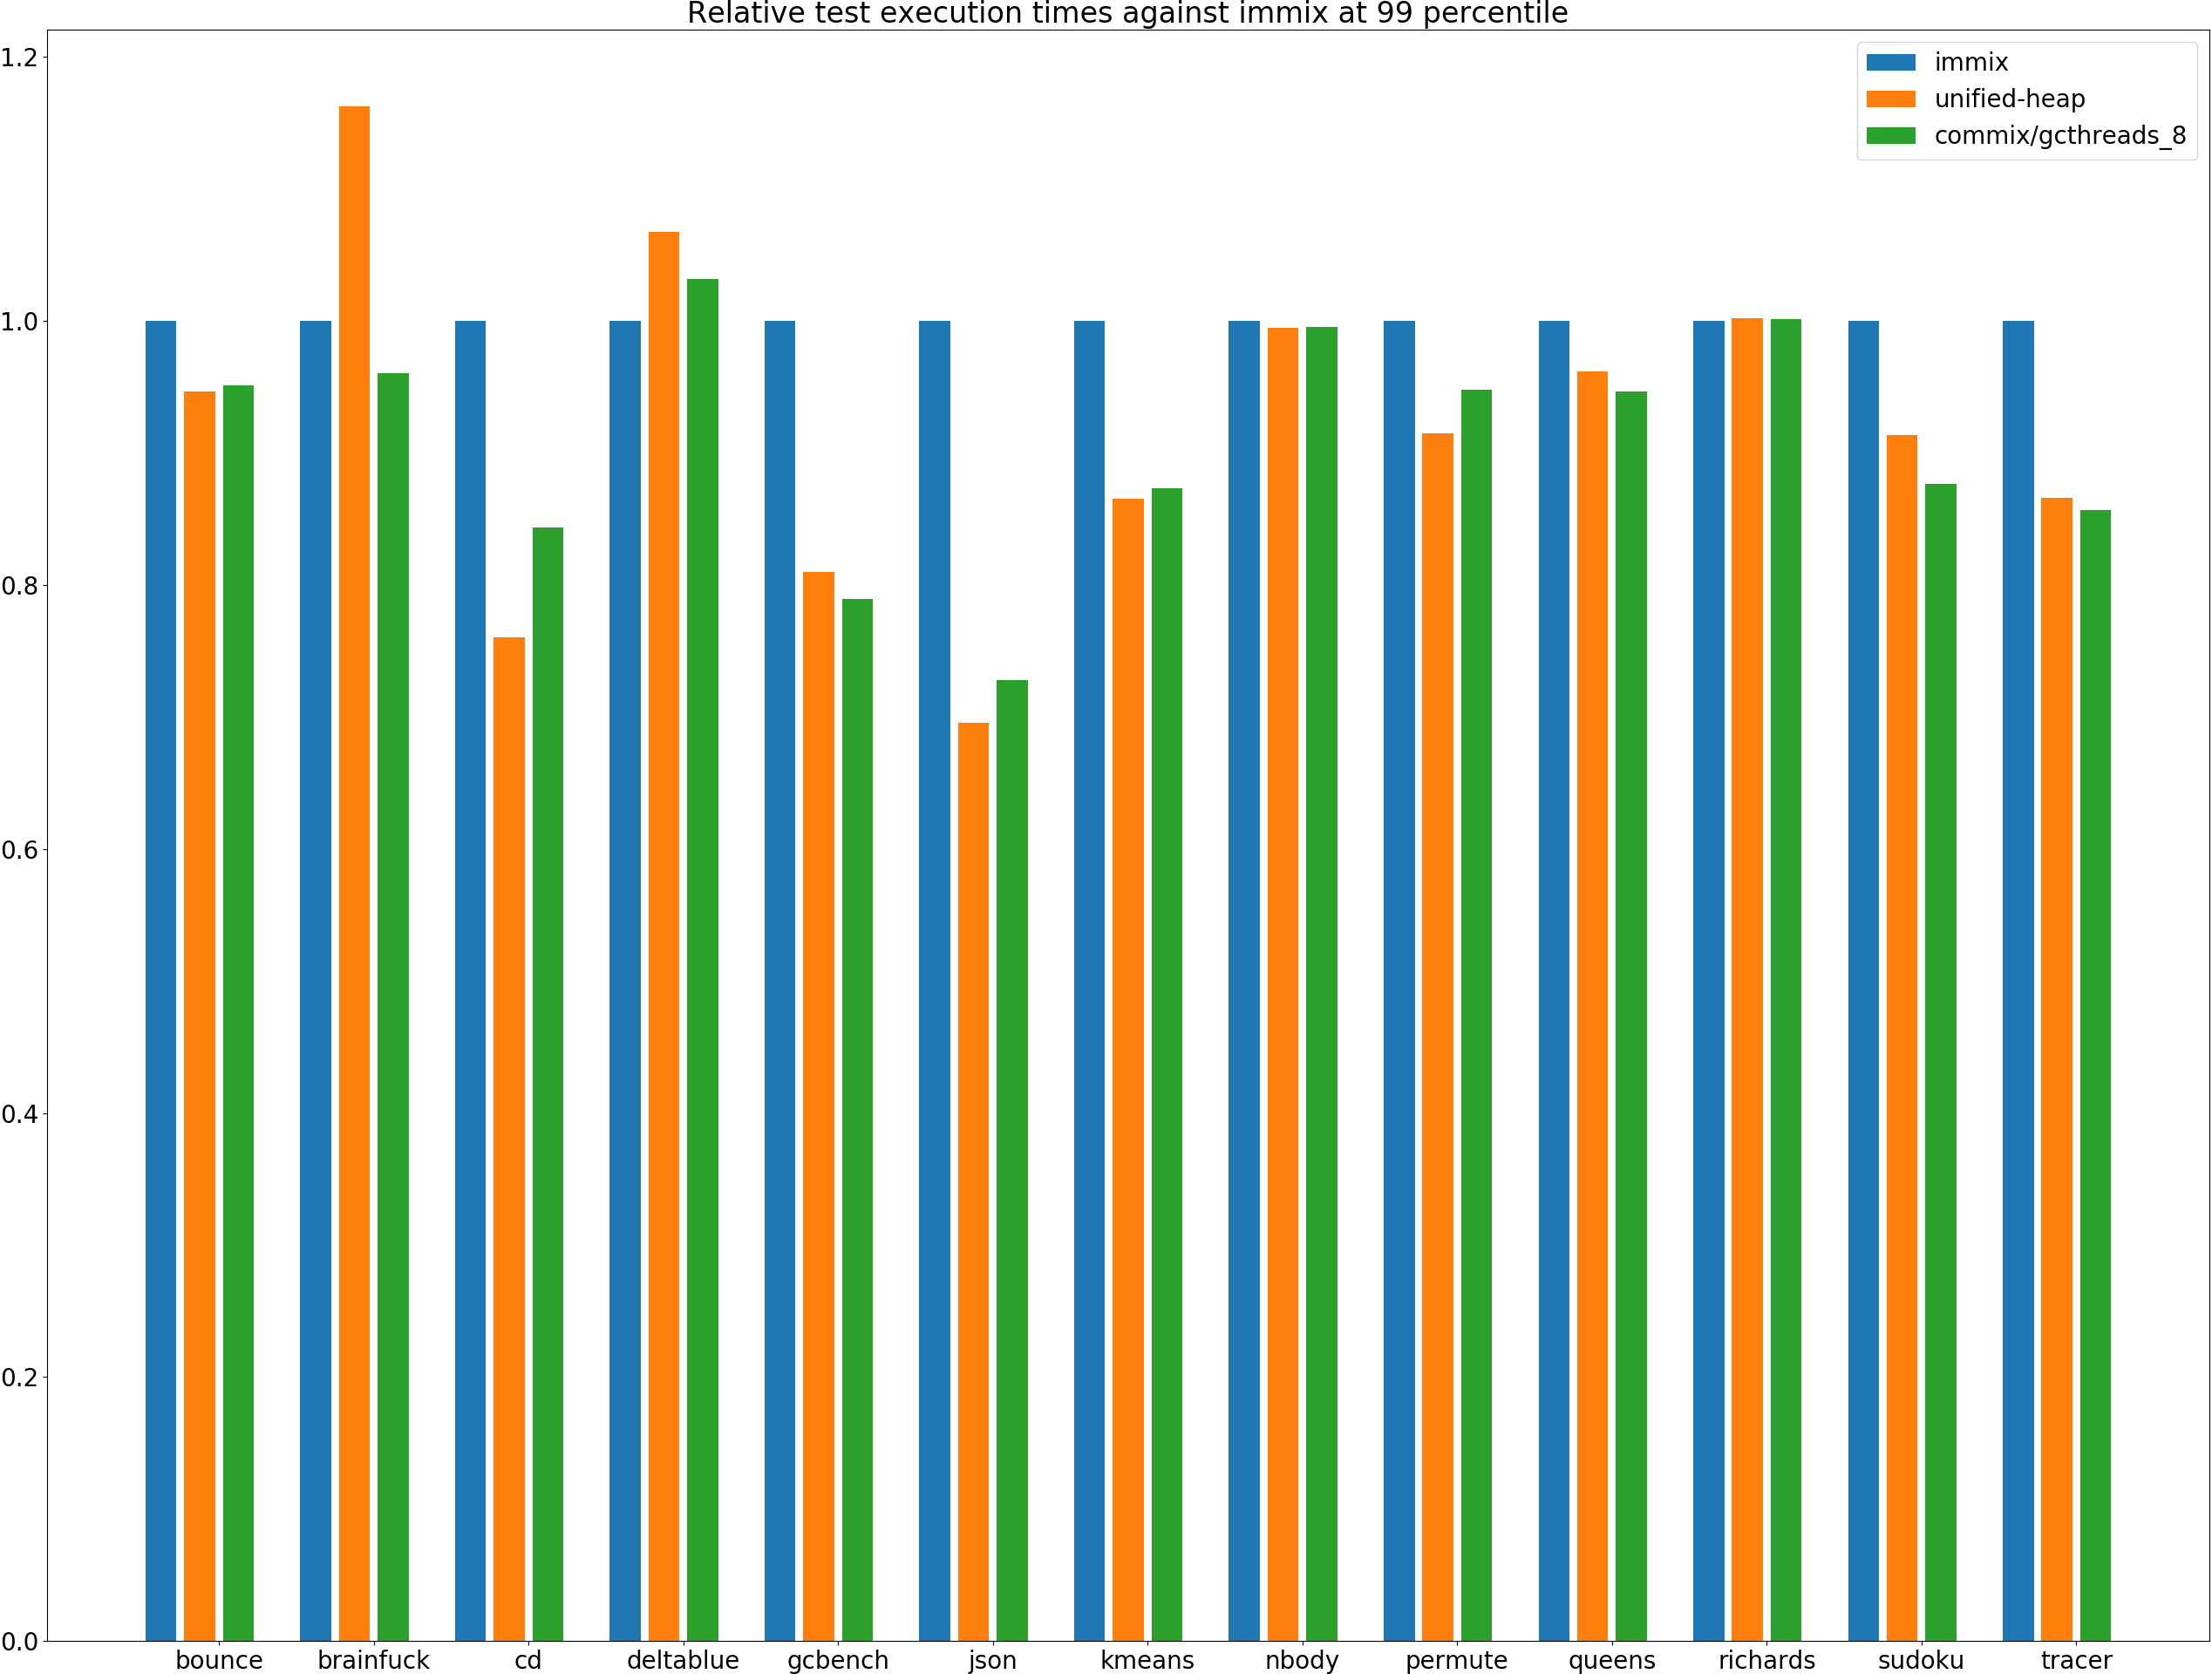 Relative test execution times against immix at 99 percentile
immix
unified-heap
commix/gcthreads_8
1.2
1.0
0.8
0.6
0.4
0.2
0.0
bounce brainfuck cd deltablue gcbench json kmeans nbody permute queens richards sudoku tracer